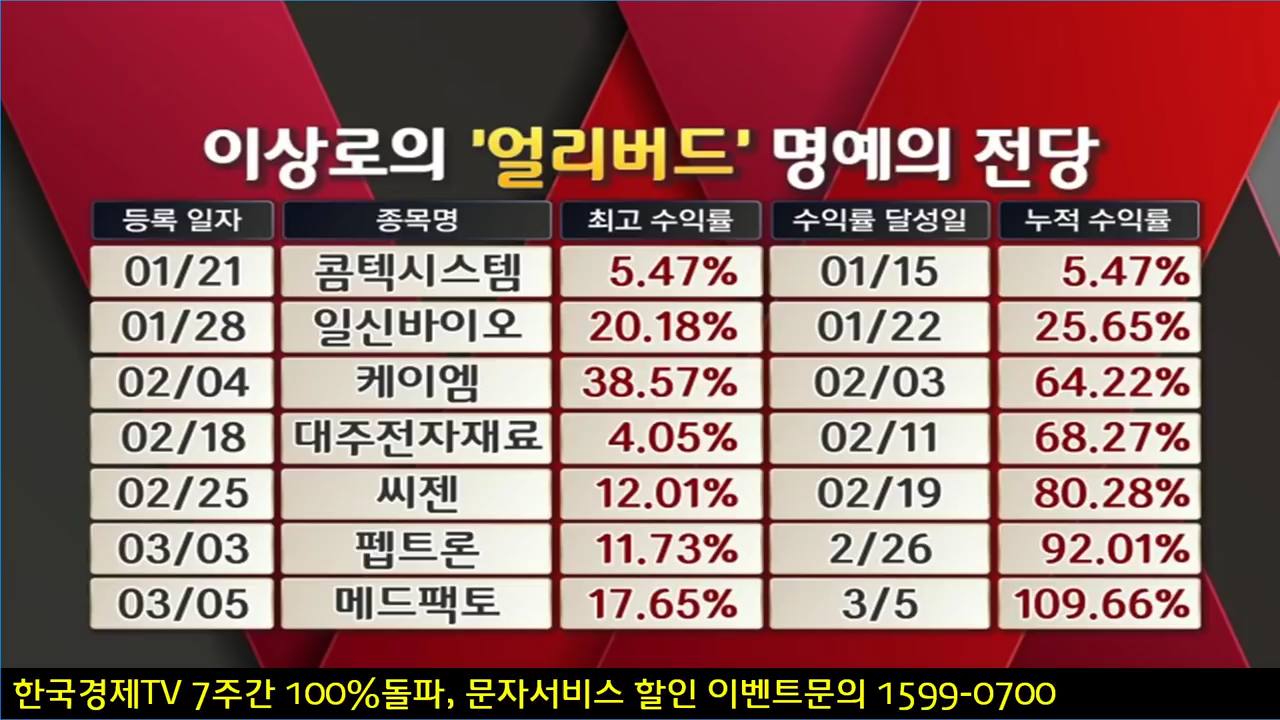 이상로의 '얼리버드' 명예의 전당
등록 일자 종목명 최고 수익률 수익률 달성일 누적 수익률
01/21 콤텍시스템 5.47% 01/15 5.47%
01/28 일신바이오 20.18% 01/22 25.65%
02/04 케이엠 38.57% 02/03 64.22%
02/18 대주전자재료 4.05% 02/11 68.27%
02/25 씨젠 12.01% 02/19 80.28%
03/03 펩트론 11.73% 2/26 92.01%
03/05 메드팩토 17.65% 3/5 109.66%
한국경제TV 7주간 100%돌파, 문자서비스 할인 이벤트문의 1599-0700